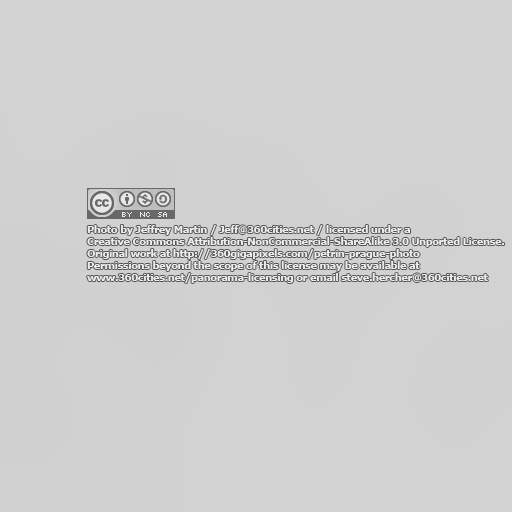 cc BY NC SA
Photo by Jeffrey Martin / Jeff@360cities.net / licensed under a
Creative Commons Attribution-NonCommercial-ShareAlike 3.0 Unported License.
Original work at http://360gigapixels.com/petrin-prague-photo
Permissions beyond the scope of this license may be available at
www.360cities.net/panorama-licensing or email steve.hercher@360cities.net